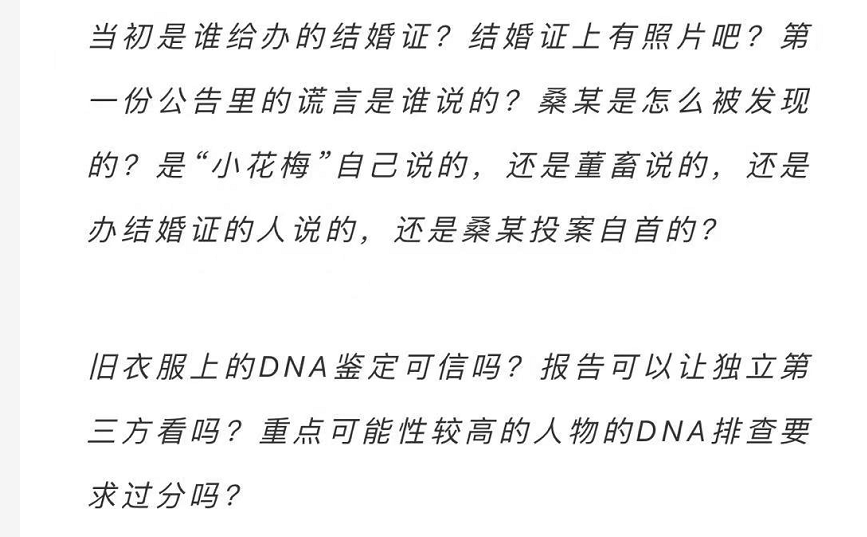 当初是谁给办的结婚证？结婚证上有照片吧？第
一份公告里的谎言是谁说的？桑某是怎么被发现
的？是“小花梅”自己说的，还是董畜说的，还是
办结婚证的人说的，还是桑某投案自首的？
旧衣服上的DNA鉴定可信吗？报告可以让独立第
三方看吗？重点可能性较高的人物的DNA排查要
求过分吗？